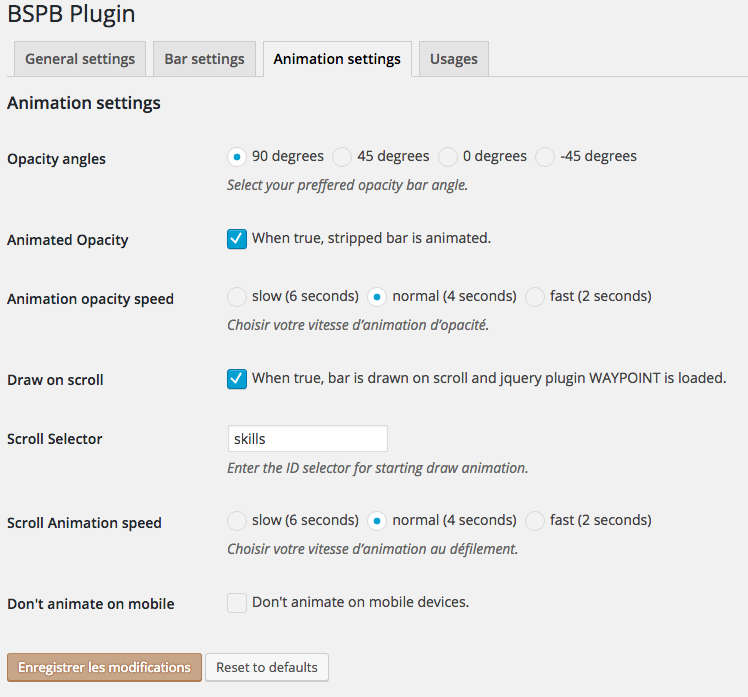 BSPB Plugin
General settings Bar settings Animation settings Usages
Animation settings
Opacity angles 90 degrees 45 degrees 0 degrees -45 degrees
Select your preffered opacity bar angle.
Animated Opacity When true, stripped bar is animated.
Animation opacity speed slow (6 seconds) normal (4 seconds) fast (2 seconds)
Choisir votre vitesse d’animation d’opacité.
Draw on scroll When true, bar is drawn on scroll and jquery plugin WAYPOINT is loaded.
Scroll Selector skills
Enter the ID selector for starting draw animation.
Scroll Animation speed slow (6 seconds) normal (4 seconds) fast (2 seconds)
Choisir votre vitesse d’animation au défilement.
Don't animate on mobile Don't animate on mobile devices.
Enregistrer les modifications Reset to defaults